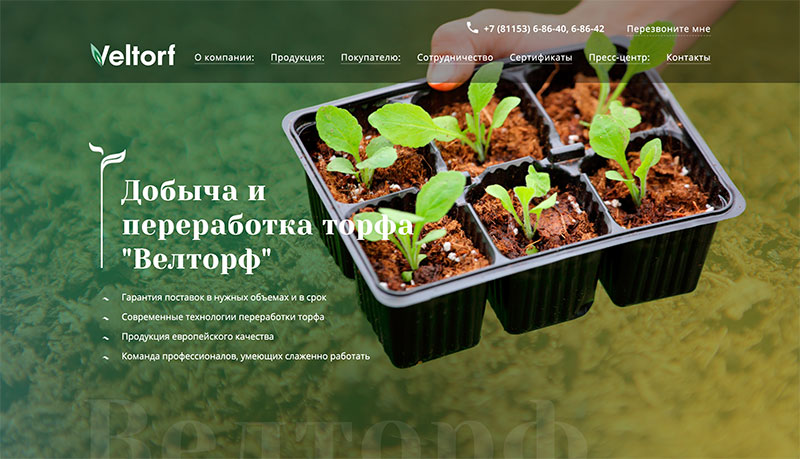 +7 (81153) 6-86-40, 6-86-42 Перезвоните мне
Veltorf О компании: Продукция: Покупателю: Сотрудничество Сертификаты Пресс-центр: Контакты
Добыча и
переработка торфа
"Велторф"
Гарантия поставок в нужных объемах и в срок
Современные технологии переработки торфа
Продукция европейского качества
Команда профессионалов, умеющих слаженно работать
Велторф